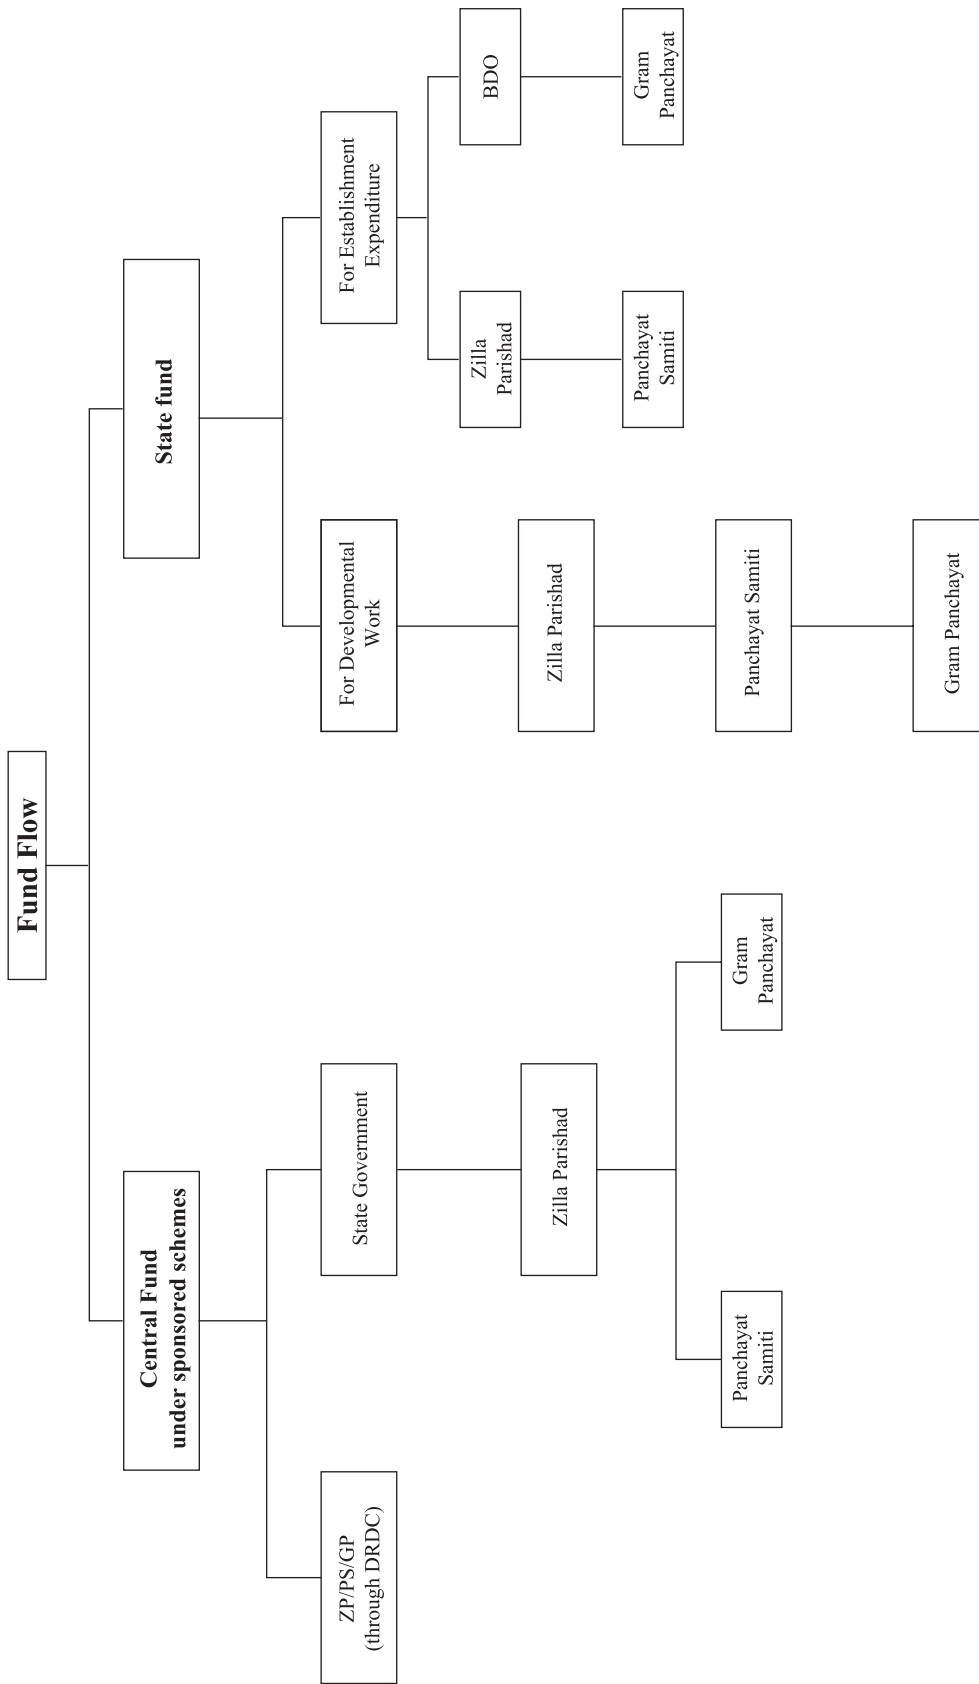 Fund Flow
Central Fund
under sponsored schemes
State fund
ZP/PS/GP
(through DRDC)
State Government
For Developmental
Work
For Establishment
Expenditure
Zilla Parishad
Zilla Parishad
Zilla
Parishad
BDO
Panchayat
Samiti
Gram
Panchayat
Panchayat Samiti
Panchayat
Samiti
Gram
Panchayat
Gram Panchayat